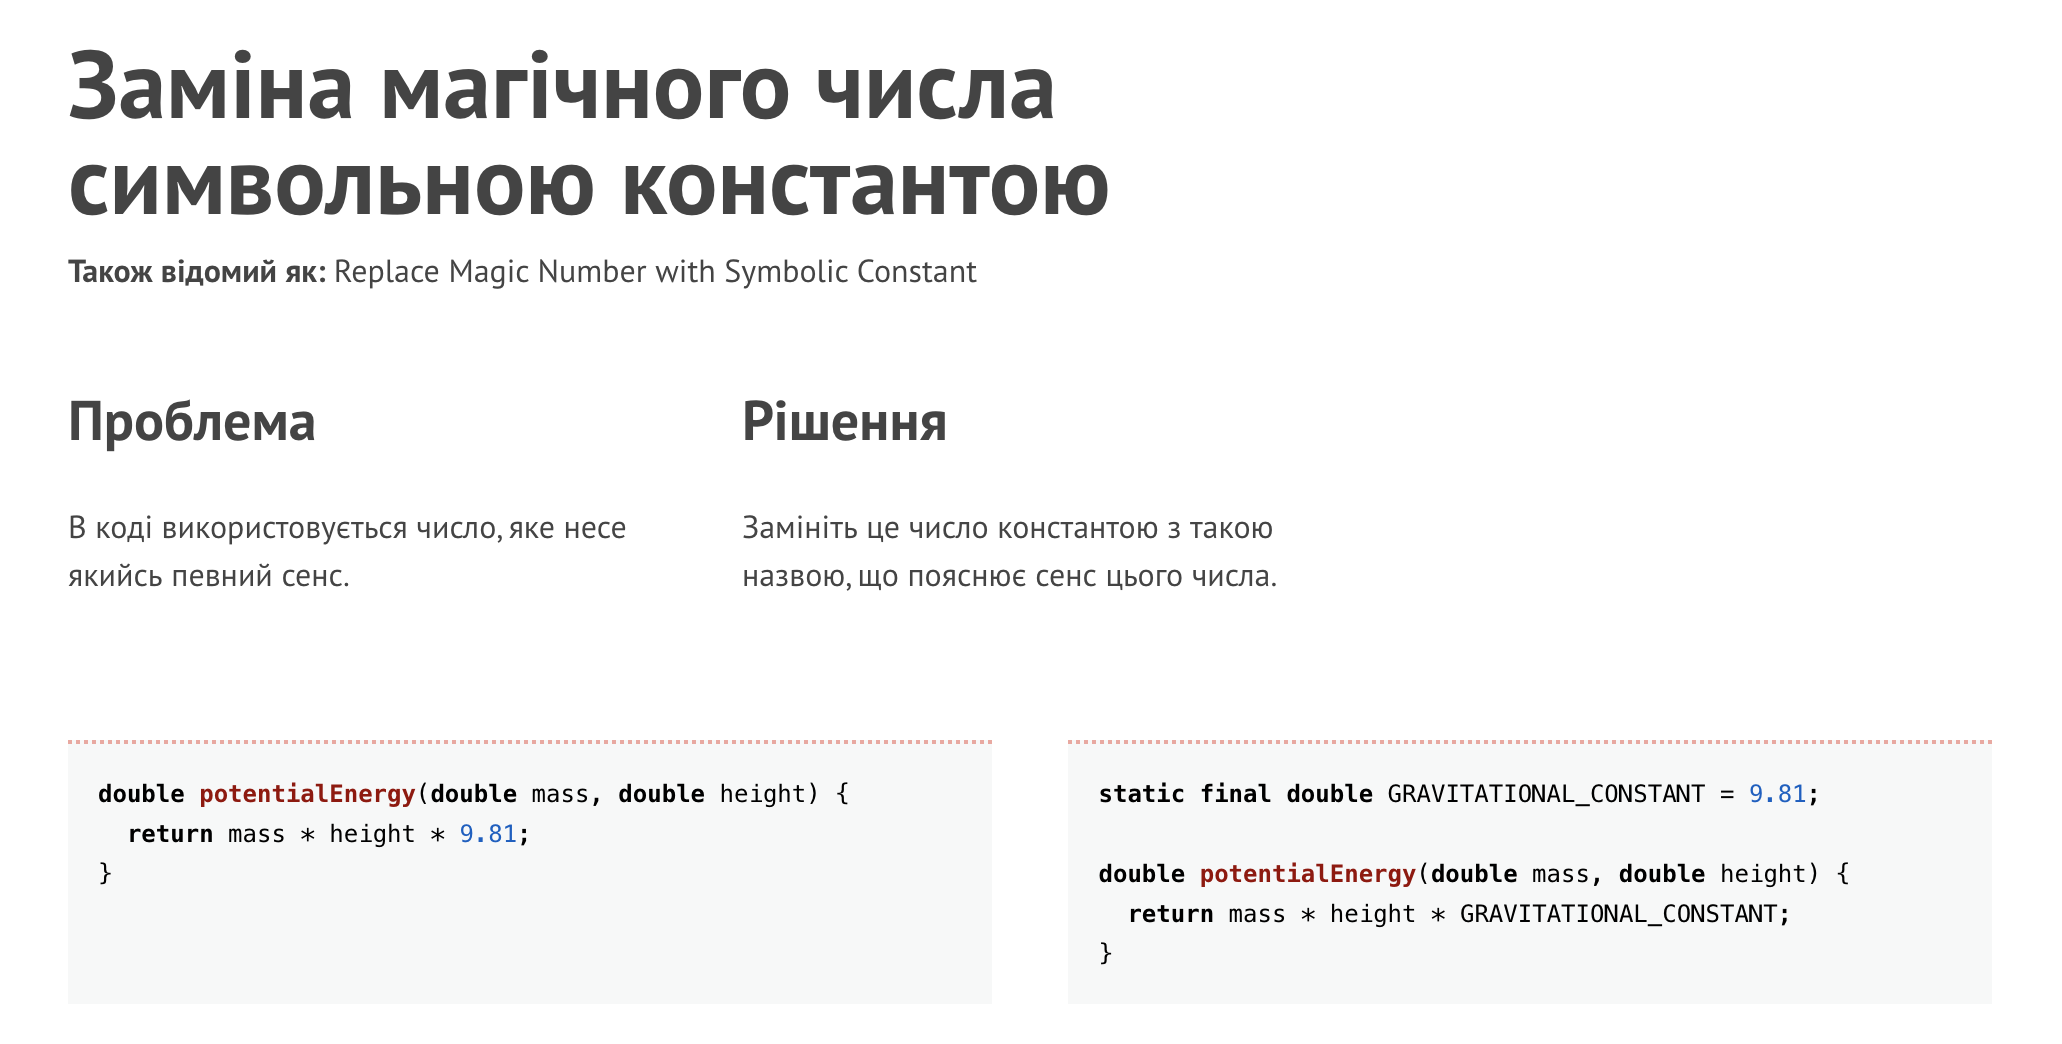 Заміна магічного числа
символьною константою
Також відомий як: Replace Magic Number with Symbolic Constant
Проблема
В коді використовується число, яке несе
якийсь певний сенс.
Рішення
Замініть це число константою з такою
назвою, що пояснює сенс цього числа.
double potentialEnergy(double mass, double height) {
  return mass * height * 9.81;
}
static final double GRAVITATIONAL_CONSTANT = 9.81;

double potentialEnergy(double mass, double height) {
  return mass * height * GRAVITATIONAL_CONSTANT;
}